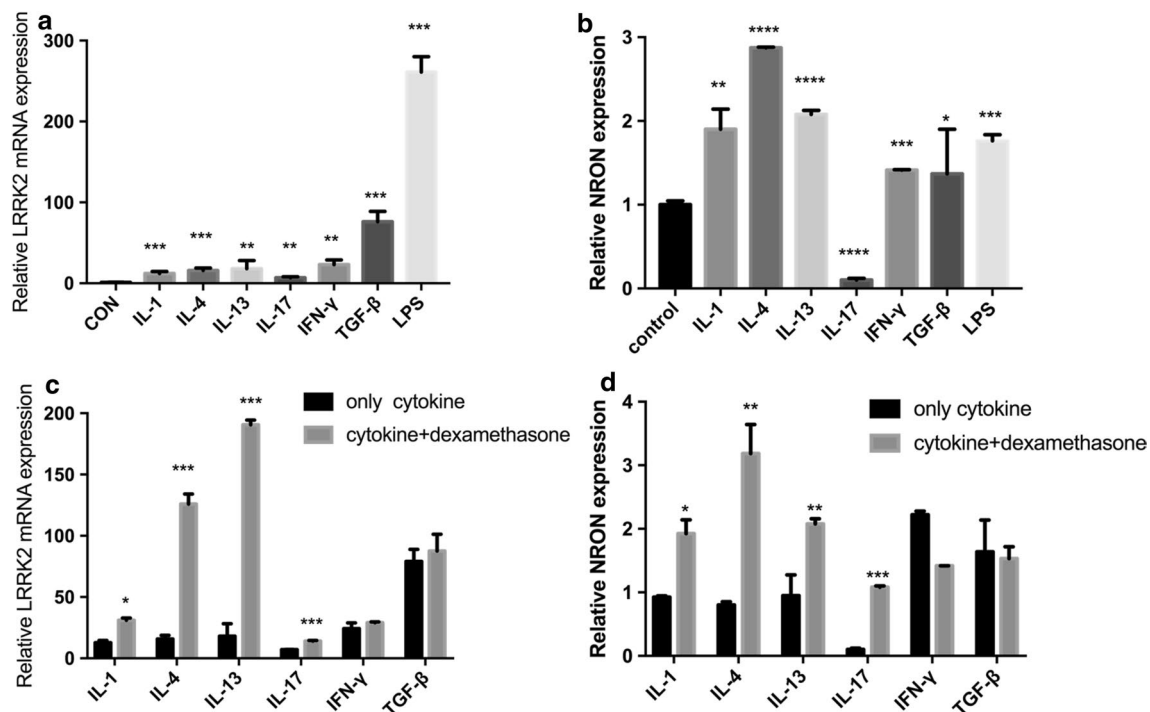 a
Relative LRRK2 mRNA expression
300
200
100
0
***
**
**
**
***
***
***
CON
IL-1
IL-4
IL-13
IL-17
IFN-γ
TGF-β
LPS
b
Relative NRON expression
3
2
1
0
**
****
****
****
***
*
***
control
IL-1
IL-4
IL-13
IL-17
IFN-γ
TGF-β
LPS
c
Relative LRRK2 mRNA expression
200
150
100
50
0
only cytokine
cytokine+dexamethasone
*
***
***
***
IL-1
IL-4
IL-13
IL-17
IFN-γ
TGF-β
d
Relative NRON expression
4
3
2
1
0
only cytokine
cytokine+dexamethasone
*
**
**
***
IL-1
IL-4
IL-13
IL-17
IFN-γ
TGF-β